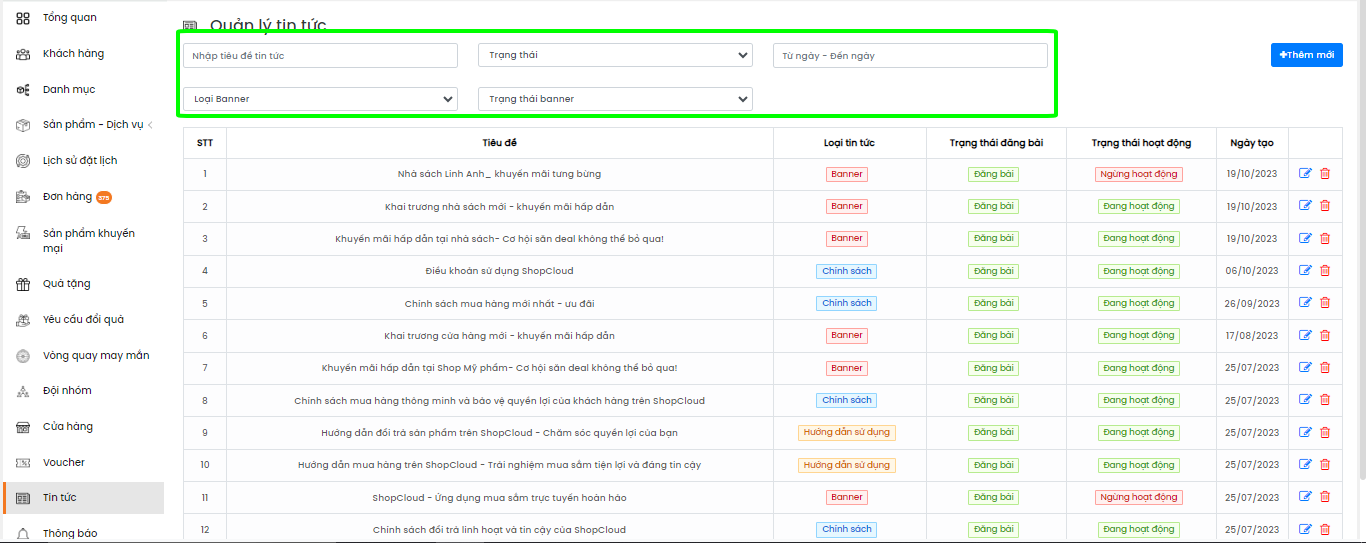 Tổng quan
Khách hàng
Danh mục
Sản phẩm - Dịch vụ
Lịch sử đặt lịch
Đơn hàng 375
Sản phẩm khuyến
mại
Quà tặng
Yêu cầu đổi quà
Vòng quay may mắn
Đội nhóm
Cửa hàng
Voucher
Tin tức
Thông báo
Quản lý tin tức
Nhập tiêu đề tin tức Trạng thái Từ ngày - Đến ngày +Thêm mới
Loại Banner Trạng thái banner
STT Tiêu đề Loại tin tức Trạng thái đăng bài Trạng thái hoạt động Ngày tạo
1 Nhà sách Linh Anh_ khuyến mãi tưng bừng Banner Đăng bài Ngừng hoạt động 19/10/2023
2 Khai trương nhà sách mới - khuyến mãi hấp dẫn Banner Đăng bài Đang hoạt động 19/10/2023
3 Khuyến mãi hấp dẫn tại nhà sách- Cơ hội săn deal không thể bỏ qua! Banner Đăng bài Đang hoạt động 19/10/2023
4 Điều khoản sử dụng ShopCloud Chính sách Đăng bài Đang hoạt động 06/10/2023
5 Chính sách mua hàng mới nhất - ưu đãi Chính sách Đăng bài Đang hoạt động 26/09/2023
6 Khai trương cửa hàng mới - khuyến mãi hấp dẫn Banner Đăng bài Đang hoạt động 17/08/2023
7 Khuyến mãi hấp dẫn tại Shop Mỹ phẩm- Cơ hội săn deal không thể bỏ qua! Banner Đăng bài Đang hoạt động 25/07/2023
8 Chính sách mua hàng thông minh và bảo vệ quyền lợi của khách hàng trên ShopCloud Chính sách Đăng bài Đang hoạt động 25/07/2023
9 Hướng dẫn đổi trả sản phẩm trên ShopCloud - Chăm sóc quyền lợi của bạn Hướng dẫn sử dụng Đăng bài Đang hoạt động 25/07/2023
10 Hướng dẫn mua hàng trên ShopCloud - Trải nghiệm mua sắm tiện lợi và đáng tin cậy Hướng dẫn sử dụng Đăng bài Đang hoạt động 25/07/2023
11 ShopCloud - Ứng dụng mua sắm trực tuyến hoàn hảo Banner Đăng bài Ngừng hoạt động 25/07/2023
12 Chính sách đổi trả linh hoạt và tin cậy của ShopCloud Chính sách Đăng bài Đang hoạt động 25/07/2023